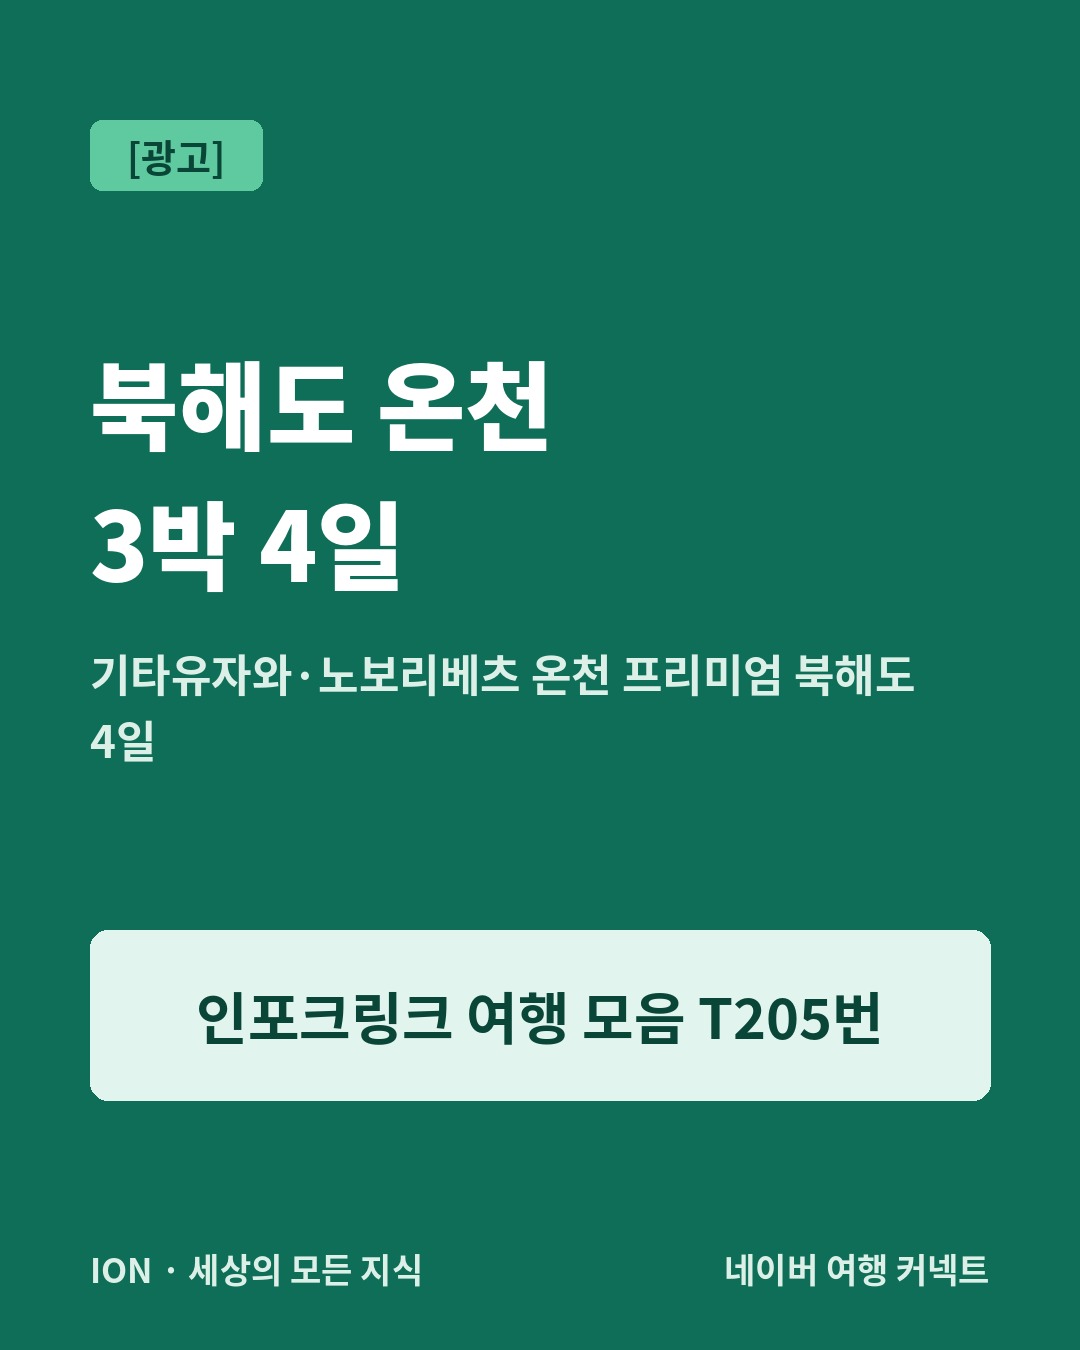 [광고]
북해도 온천
3박 4일
기타유자와·노보리베츠 온천 프리미엄 북해도
4일
인포크링크 여행 모음 T205번
ION · 세상의 모든 지식
네이버 여행 커넥트